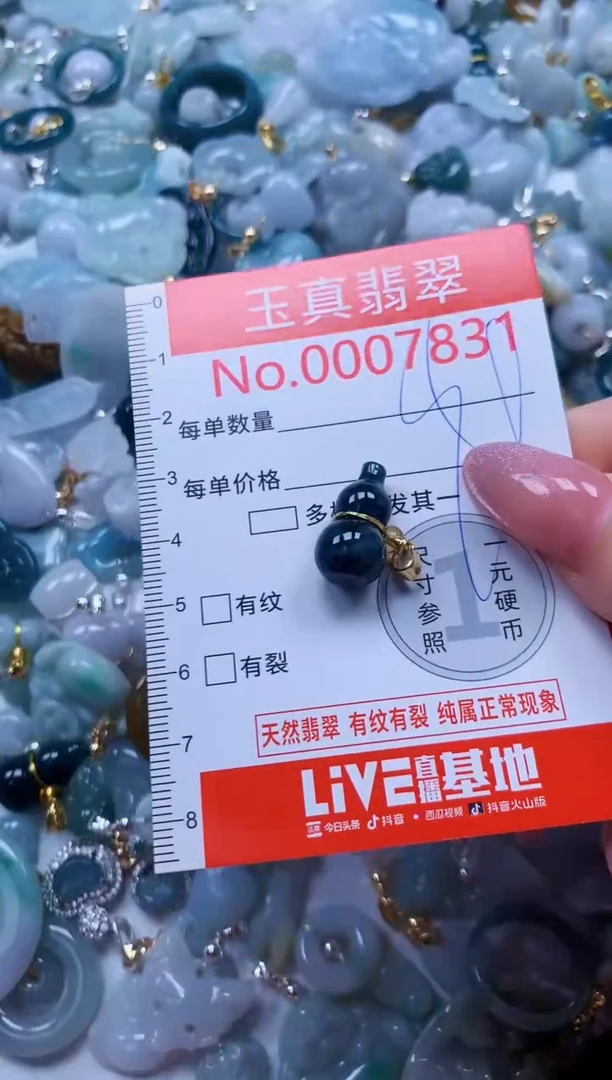 玉真翡翠
No.0007831
每单数量
每单价格
多 发其一
有纹
有裂
尺寸参照
1
一元硬币
天然翡翠 有纹有裂 纯属正常现象
LiVE直播基地
头条 今日头条 抖音 西瓜视频 抖音火山版
0
1
2
3
4
5
6
7
8